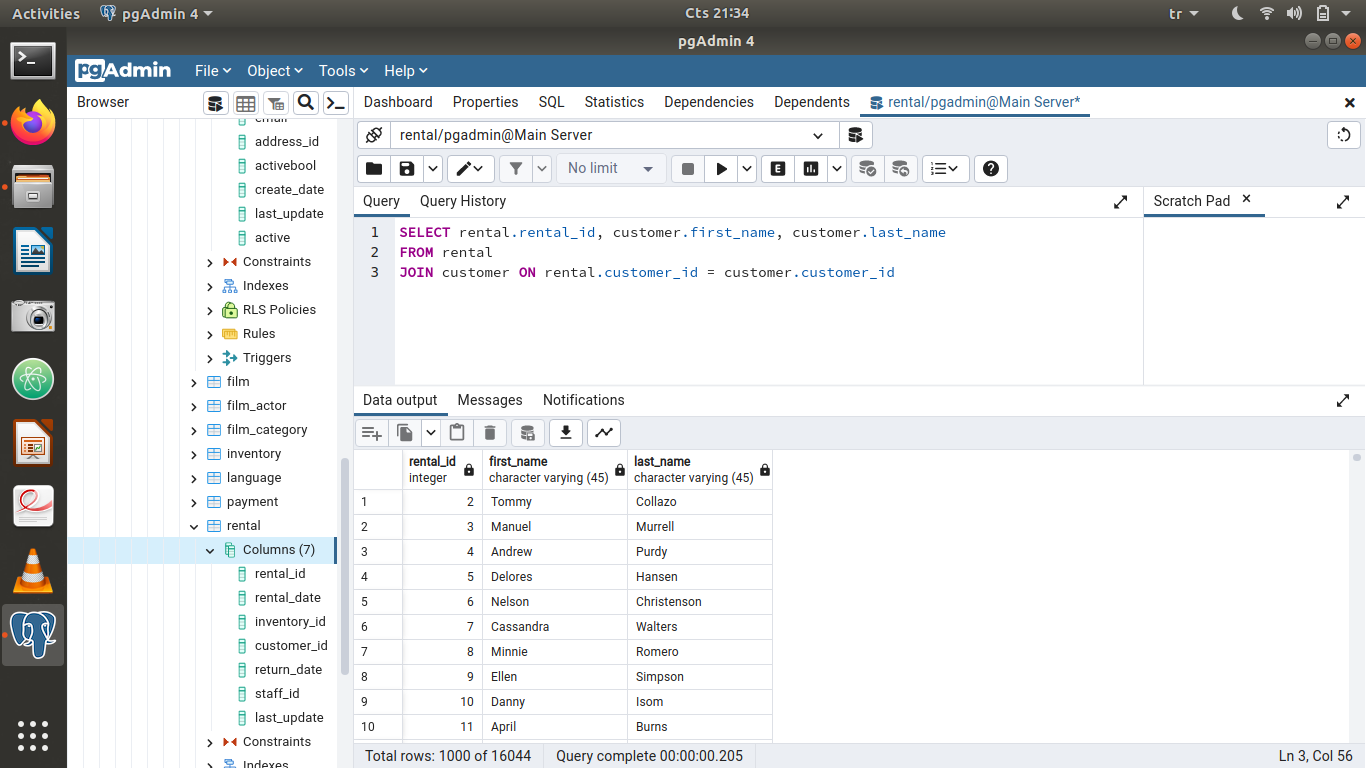 Activities
pgAdmin 4
Cts 21:34
tr
pgAdmin 4
pgAdmin
File
Object
Tools
Help
Browser
Dashboard
Properties
SQL
Statistics
Dependencies
Dependents
rental/pgadmin@Main Server*
email
address_id
activebool
create_date
last_update
active
Constraints
Indexes
RLS Policies
Rules
Triggers
film
film_actor
film_category
inventory
language
payment
rental
Columns (7)
rental_id
rental_date
inventory_id
customer_id
return_date
staff_id
last_update
Constraints
Indexes
rental/pgadmin@Main Server
No limit
E
Query
Query History
Scratch Pad
1 SELECT rental.rental_id, customer.first_name, customer.last_name
2 FROM rental
3 JOIN customer ON rental.customer_id = customer.customer_id
Data output
Messages
Notifications
rental_id first_name last_name
integer character varying (45) character varying (45)
1 2 Tommy Collazo
2 3 Manuel Murrell
3 4 Andrew Purdy
4 5 Delores Hansen
5 6 Nelson Christenson
6 7 Cassandra Walters
7 8 Minnie Romero
8 9 Ellen Simpson
9 10 Danny Isom
10 11 April Burns
Total rows: 1000 of 16044
Query complete 00:00:00.205
Ln 3, Col 56